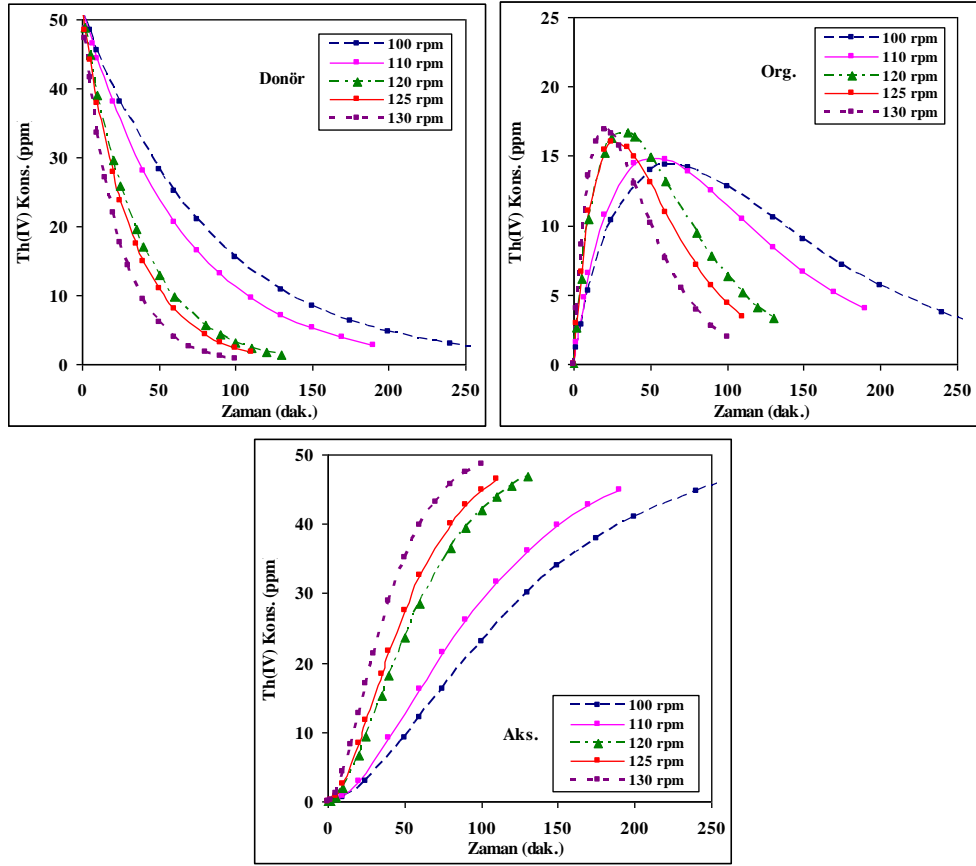 50
40
30
20
10
0
Th(IV) Kons. (ppm
Donör
100 rpm
110 rpm
120 rpm
125 rpm
130 rpm
0 50 100 150 200 250
Zaman (dak.)
25
20
15
10
5
0
Th(IV) Kons. (ppm
Org.
100 rpm
110 rpm
120 rpm
125 rpm
130 rpm
0 50 100 150 200 250
Zaman (dak.)
50
40
30
20
10
0
Th(IV) Kons. (ppm
Aks.
100 rpm
110 rpm
120 rpm
125 rpm
130 rpm
0 50 100 150 200 250
Zaman (dak.)